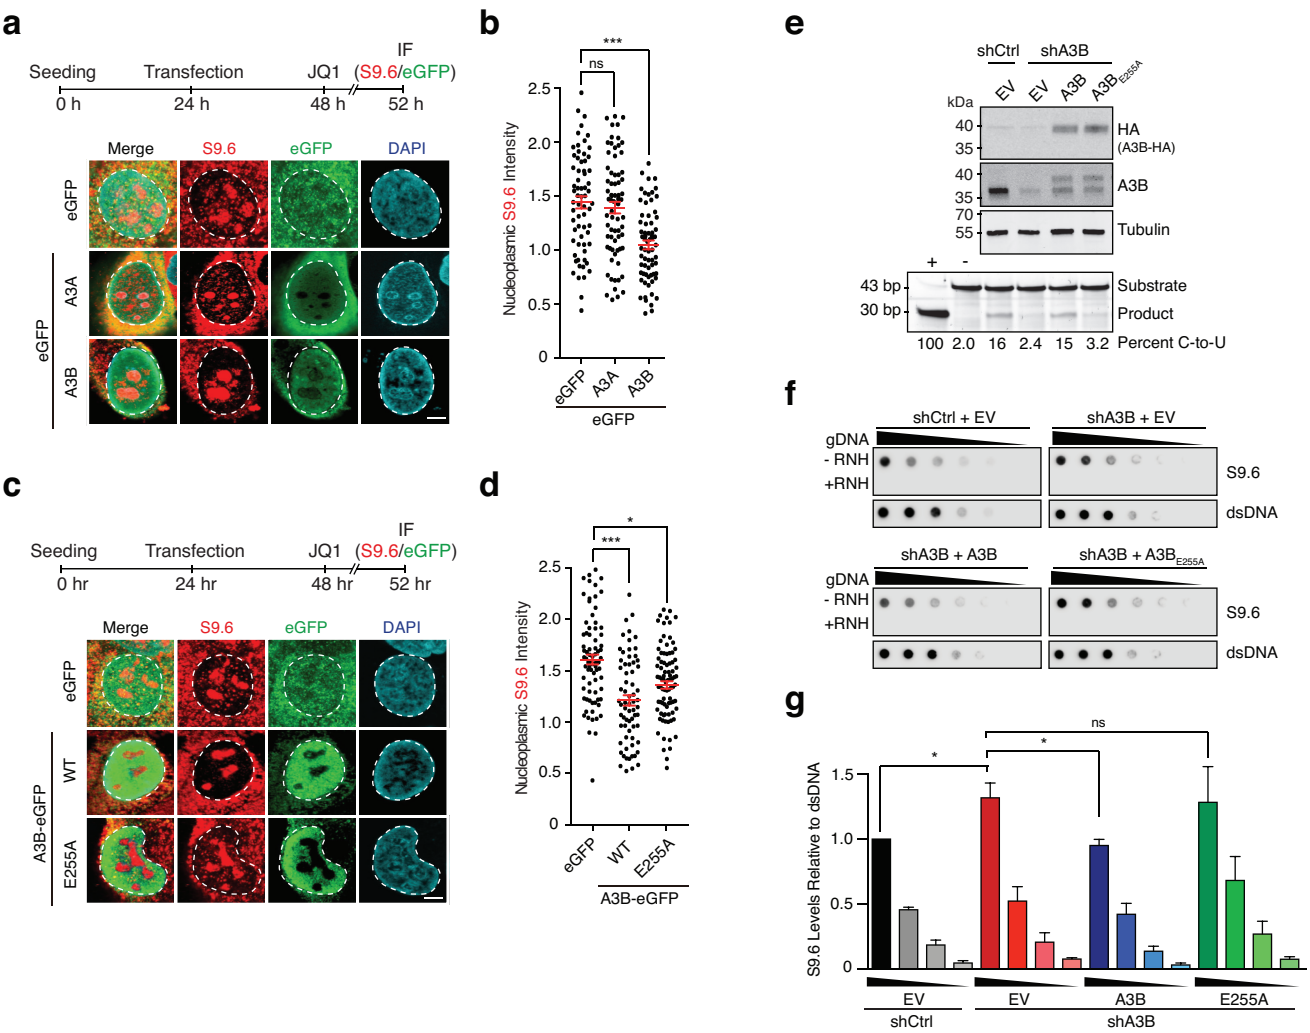 a
IF
Seeding Transfection JQ1 (S9.6/eGFP)
0 h 24 h 48 h 52 h
Merge S9.6 eGFP DAPI
eGFP
A3A
A3B
eGFP
b
***
ns
Nucleoplasmic S9.6 Intensity
2.5
2.0
1.5
1.0
0.5
0
eGFP A3A A3B
eGFP
c
IF
Seeding Transfection JQ1 (S9.6/eGFP)
0 hr 24 hr 48 hr 52 hr
Merge S9.6 eGFP DAPI
eGFP
WT
E255A
A3B-eGFP
d
*
***
Nucleoplasmic S9.6 Intensity
2.5
2.0
1.5
1.0
0.5
0
eGFP WT E255A
A3B-eGFP
e
shCtrl shA3B
EV EV A3B A3B E255A
kDa
40
35
HA
(A3B-HA)
40
35
A3B
70
55
Tubulin
+ -
43 bp Substrate
30 bp Product
100 2.0 16 2.4 15 3.2 Percent C-to-U
f
shCtrl + EV shA3B + EV
gDNA
- RNH
+RNH
S9.6
dsDNA
shA3B + A3B shA3B + A3B E255A
gDNA
- RNH
+RNH
S9.6
dsDNA
g
ns
*
*
S9.6 Levels Relative to dsDNA
1.5
1.0
0.5
0
EV EV A3B E255A
shCtrl shA3B